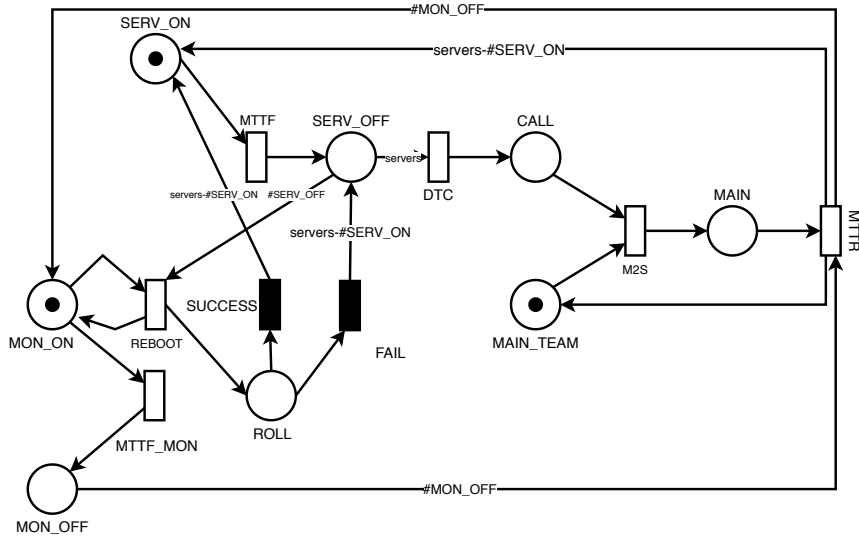 #MON_OFF
SERV_ON
servers-#SERV_ON
MTTF
SERV_OFF
CALL
servers
DTC
servers-#SERV_ON
#SERV_OFF
MAIN
servers-#SERV_ON
MTTR
M2S
SUCCESS
MON_ON
REBOOT
MAIN_TEAM
FAIL
ROLL
MTTF_MON
#MON_OFF
MON_OFF